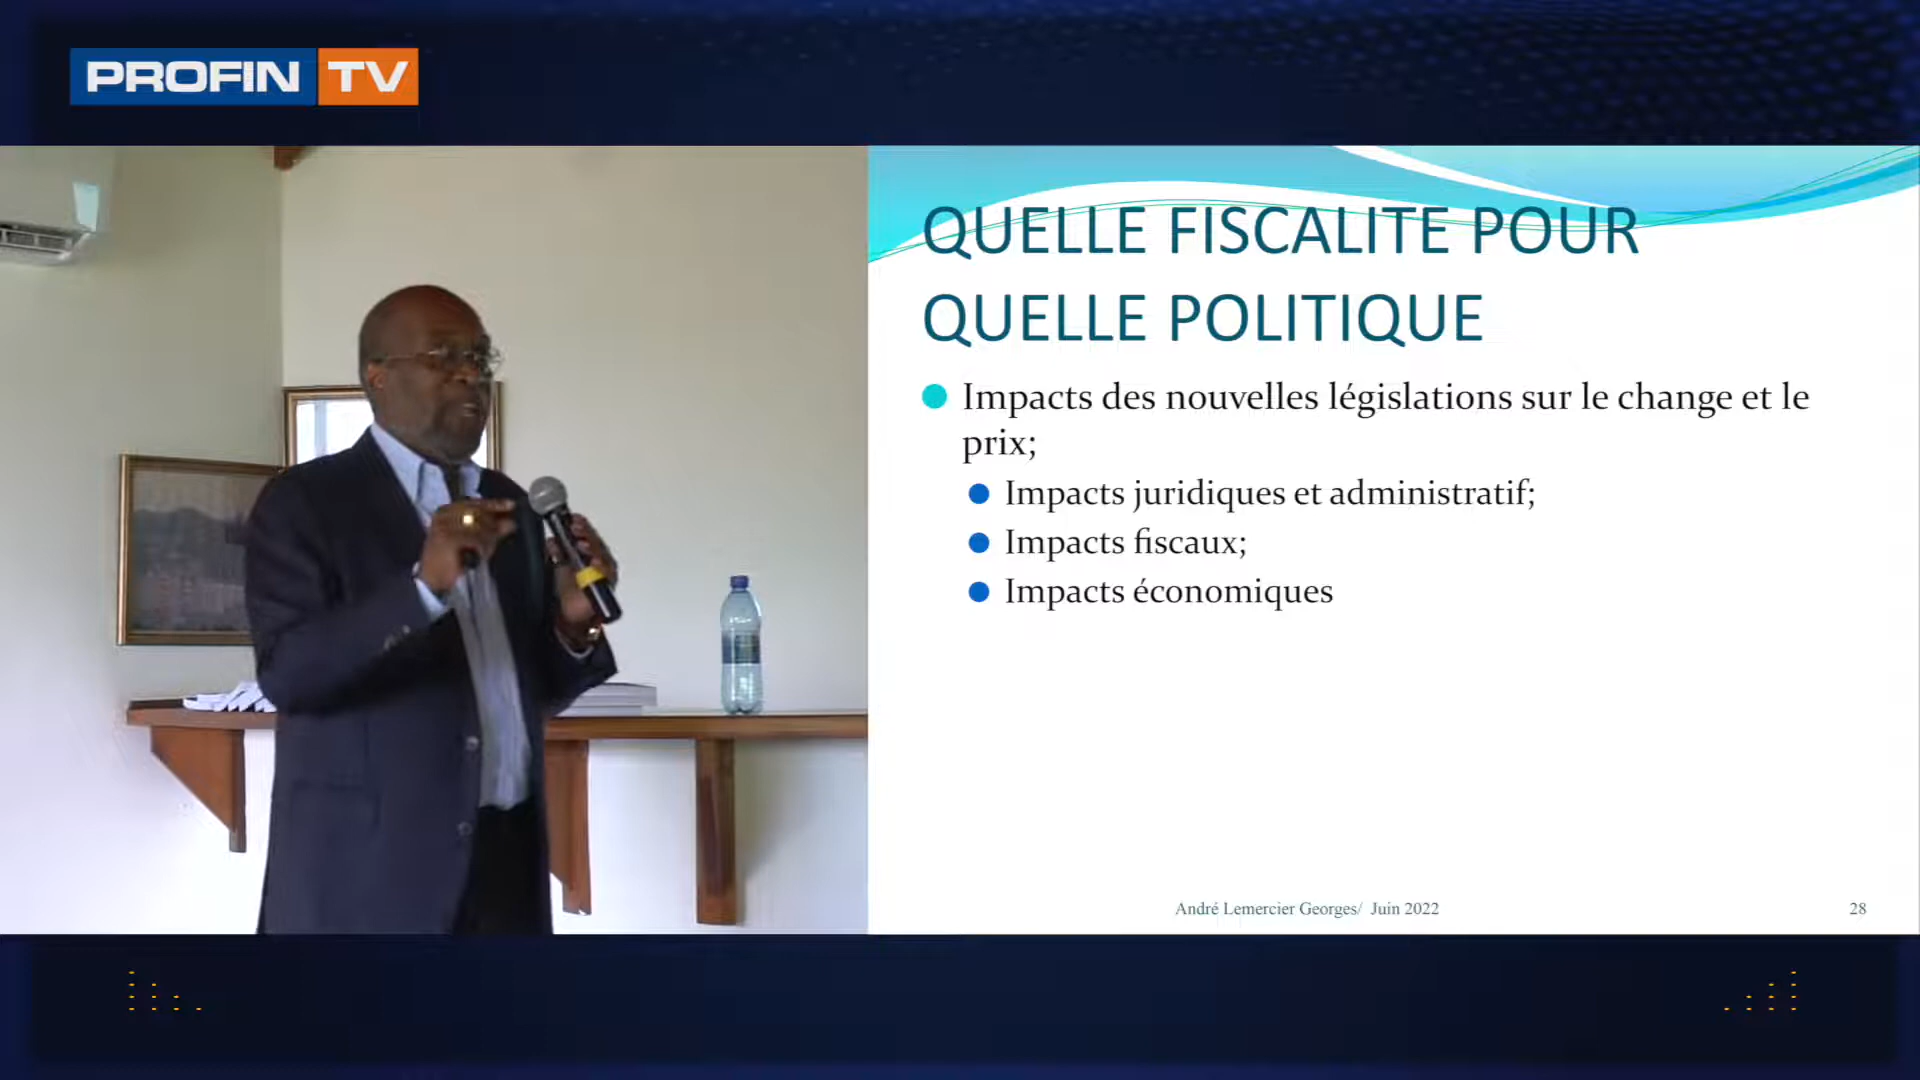 PROFIN TV
QUELLE FISCALITE POUR
QUELLE POLITIQUE
Impacts des nouvelles législations sur le change et le
prix;
Impacts juridiques et administratif;
Impacts fiscaux;
Impacts économiques
André Lemercier Georges/ Juin 2022
28